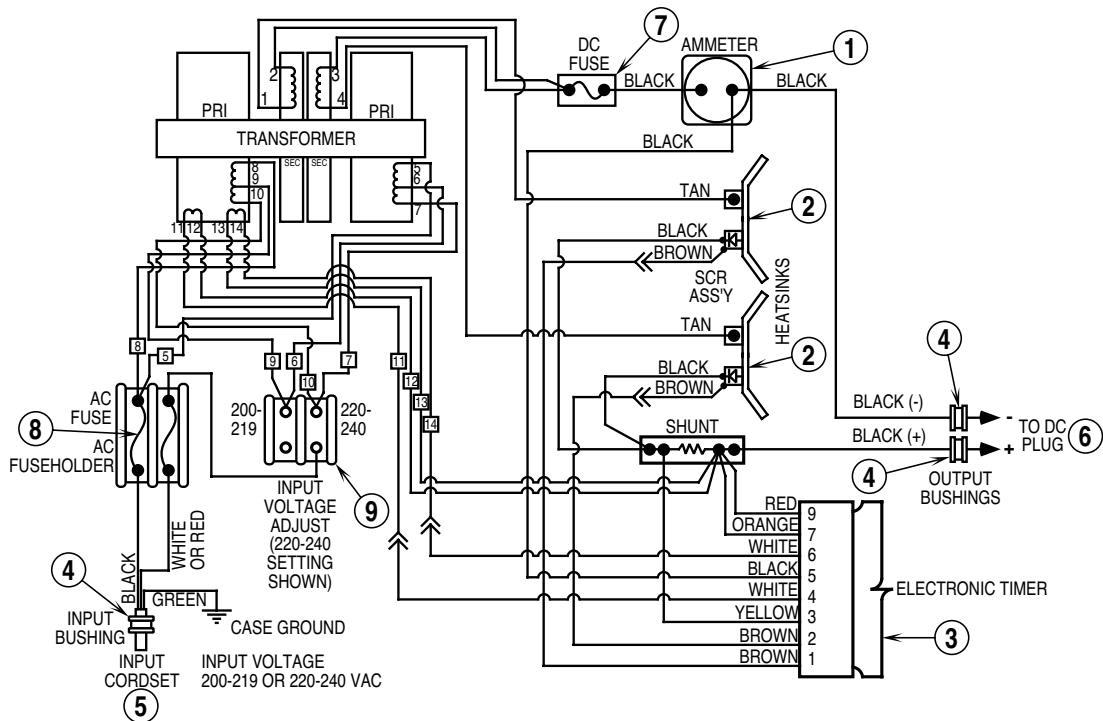 DC
FUSE
7
AMMETER
1
BLACK
BLACK
2
3
1
4
PRI
PRI
TRANSFORMER
SEC
SEC
BLACK
8
9
10
5
6
7
11
12
13
14
TAN
2
BLACK
BROWN
SCR
ASS'Y
HEATSINKS
TAN
2
BLACK
BROWN
8
5
9
6
10
7
11
12
13
14
AC
FUSE
8
AC
FUSEHOLDER
200-
219
220-
240
INPUT
VOLTAGE
ADJUST
(220-240
SETTING
SHOWN)
9
SHUNT
4
BLACK (-)
-
TO DC
PLUG
6
BLACK (+)
+
4
OUTPUT
BUSHINGS
RED
9
ORANGE
7
WHITE
6
BLACK
5
WHITE
4
YELLOW
3
BROWN
2
BROWN
1
ELECTRONIC TIMER
3
BLACK
WHITE
OR RED
4
GREEN
INPUT
BUSHING
CASE GROUND
INPUT
CORDSET
5
INPUT VOLTAGE
200-219 OR 220-240 VAC